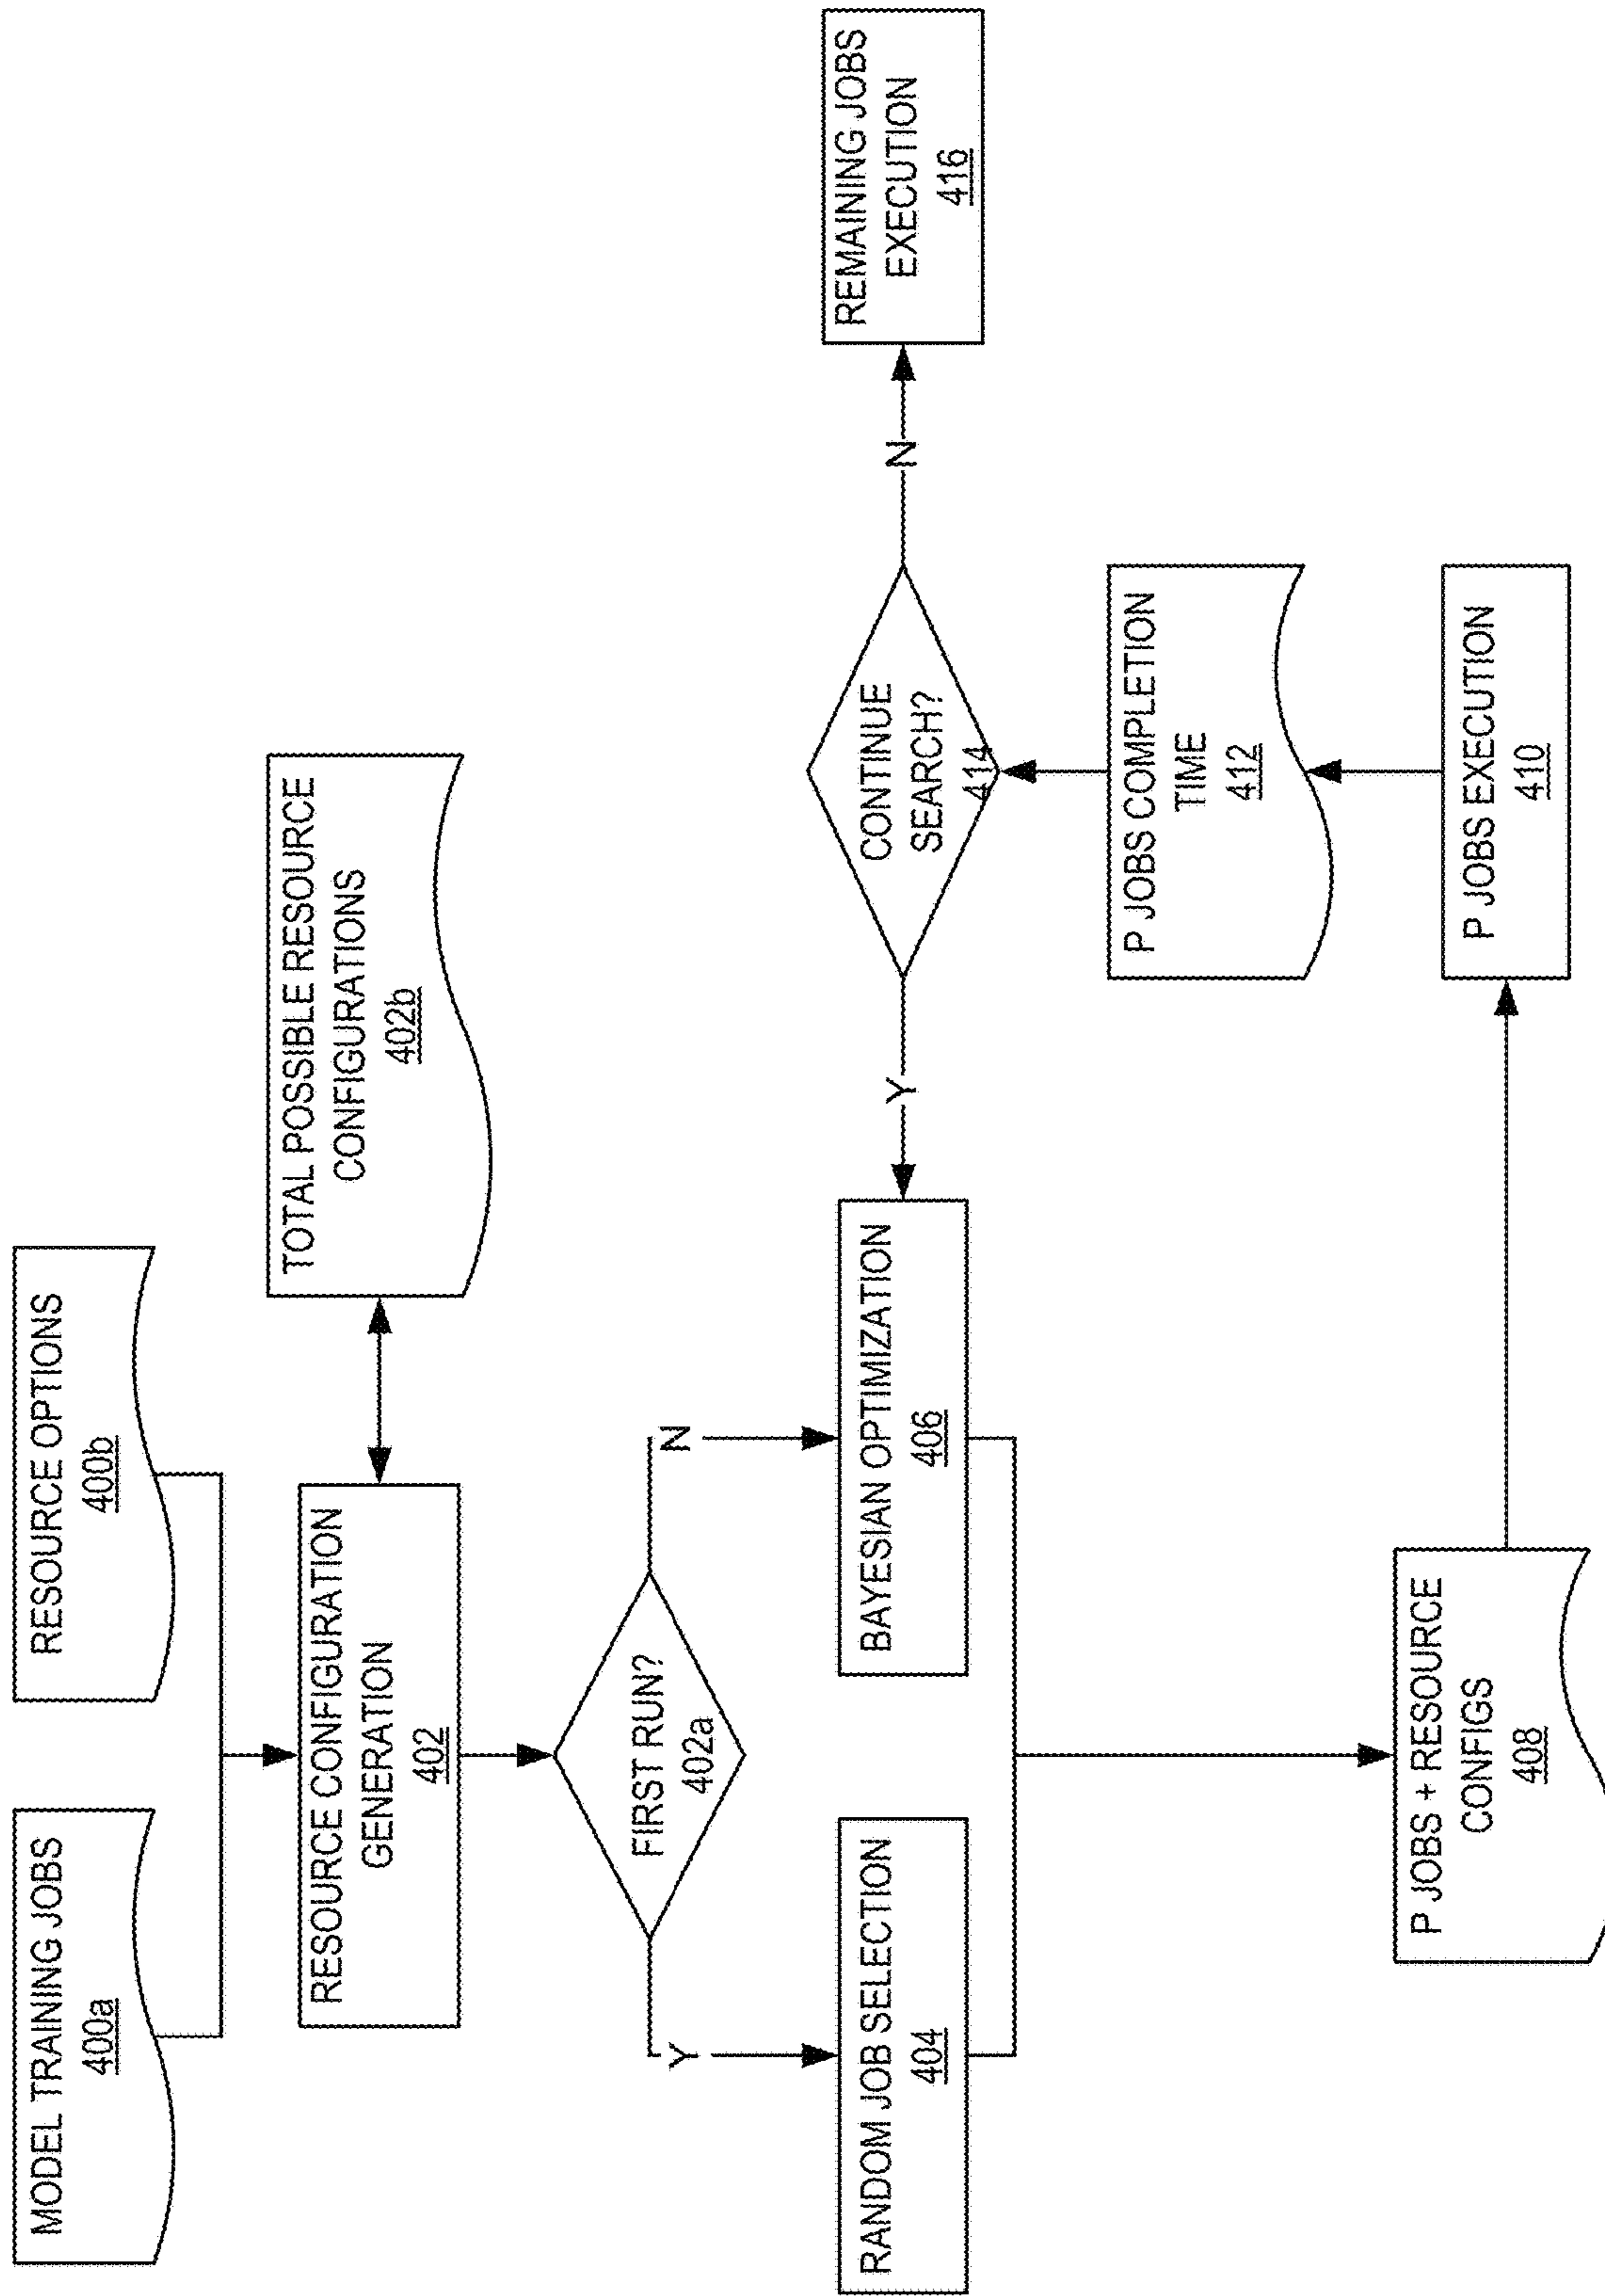 MODEL TRAINING JOBS
400a
RESOURCE OPTIONS
400b
RESOURCE CONFIGURATION
GENERATION
402
TOTAL POSSIBLE RESOURCE
CONFIGURATIONS
402b
FIRST RUN?
402a
Y
N
RANDOM JOB SELECTION
404
BAYESIAN OPTIMIZATION
406
Y
CONTINUE
SEARCH?
414
N
REMAINING JOBS
EXECUTION
416
P JOBS COMPLETION
TIME
412
P JOBS + RESOURCE
CONFIGS
408
P JOBS EXECUTION
410